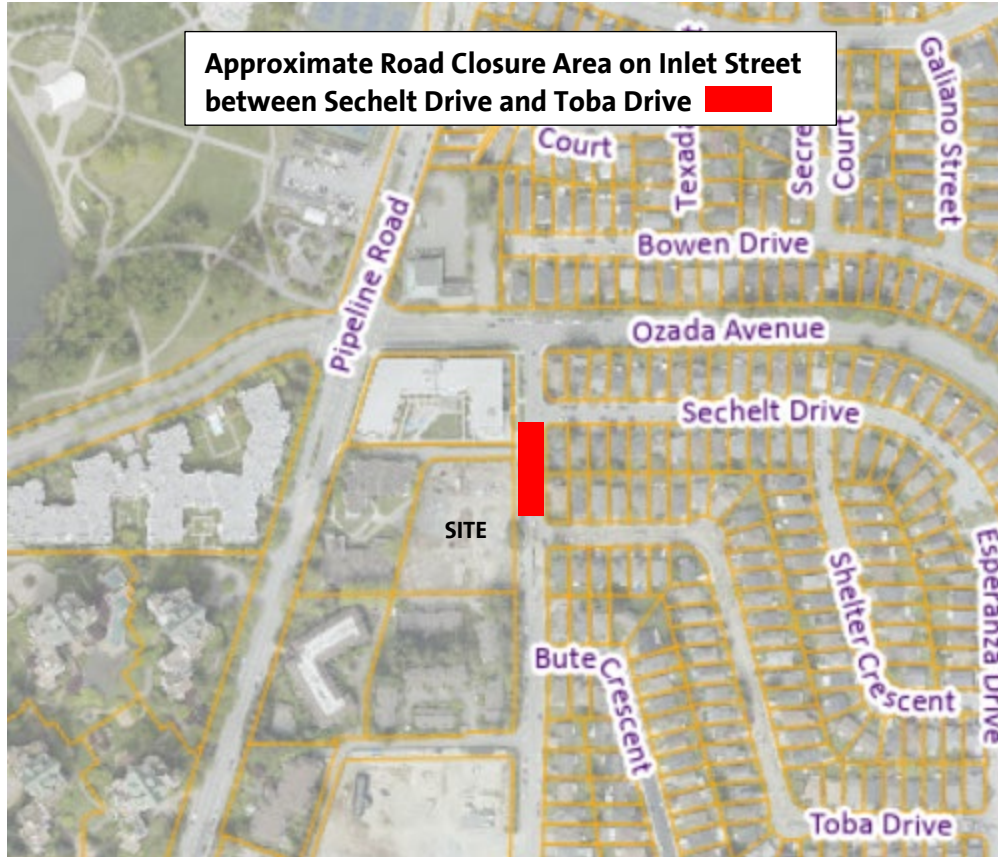 Approximate Road Closure Area on Inlet Street
between Sechelt Drive and Toba Drive
Court
Texada
Secre
Court
Galiano Street
Bowen Drive
Pipeline Road
Ozada Avenue
Sechelt Drive
SITE
Shelter Crescent
Esperanza Drive
Bute Crescent
Toba Drive